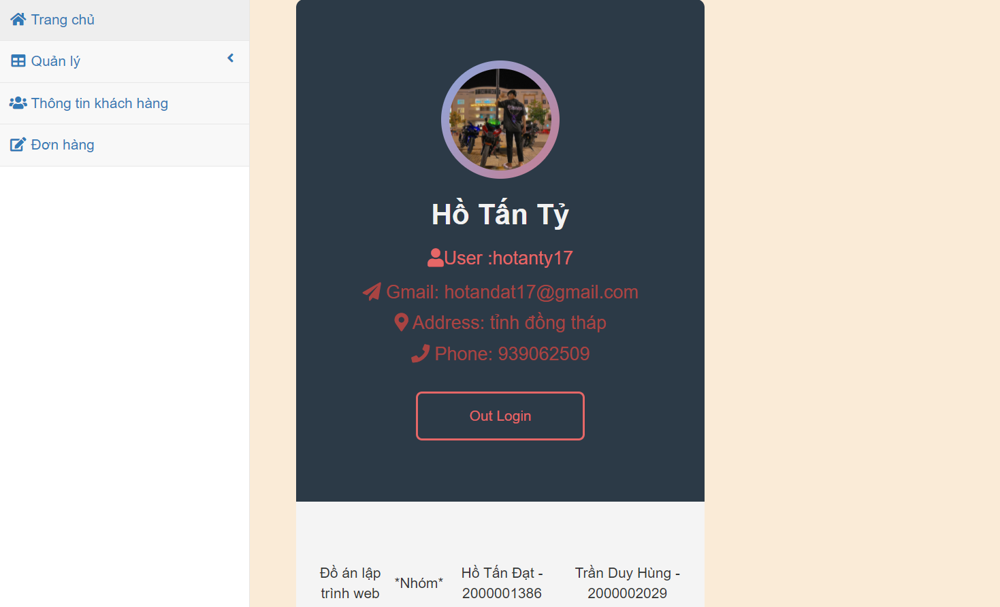 Trang chủ
Quản lý
Thông tin khách hàng
Đơn hàng
Hồ Tấn Tỷ
User :hotanty17
Gmail: hotandat17@gmail.com
Address: tỉnh đồng tháp
Phone: 939062509
Out Login
Đồ án lập
trình web
*Nhóm*
Hồ Tấn Đạt -
2000001386
Trần Duy Hùng -
2000002029